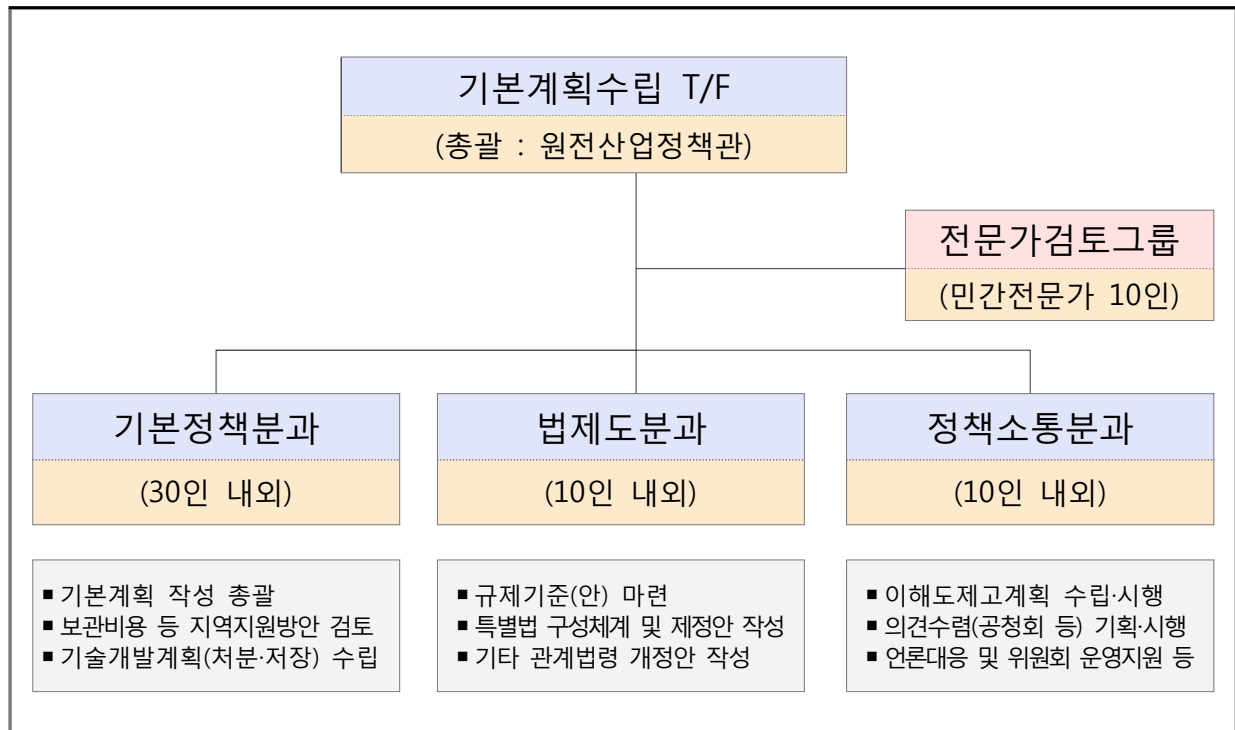 기본계획수립 T/F
(총괄 : 원전산업정책관)
전문가검토그룹
(민간전문가 10인)
기본정책분과
(30인 내외)
■ 기본계획 작성 총괄
■ 보관비용 등 지역지원방안 검토
■ 기술개발계획(처분·저장) 수립
법제도분과
(10인 내외)
■ 규제기준(안) 마련
■ 특별법 구성체계 및 제정안 작성
■ 기타 관계법령 개정안 작성
정책소통분과
(10인 내외)
■ 이해도제고계획 수립·시행
■ 의견수렴(공청회 등) 기획·시행
■ 언론대응 및 위원회 운영지원 등